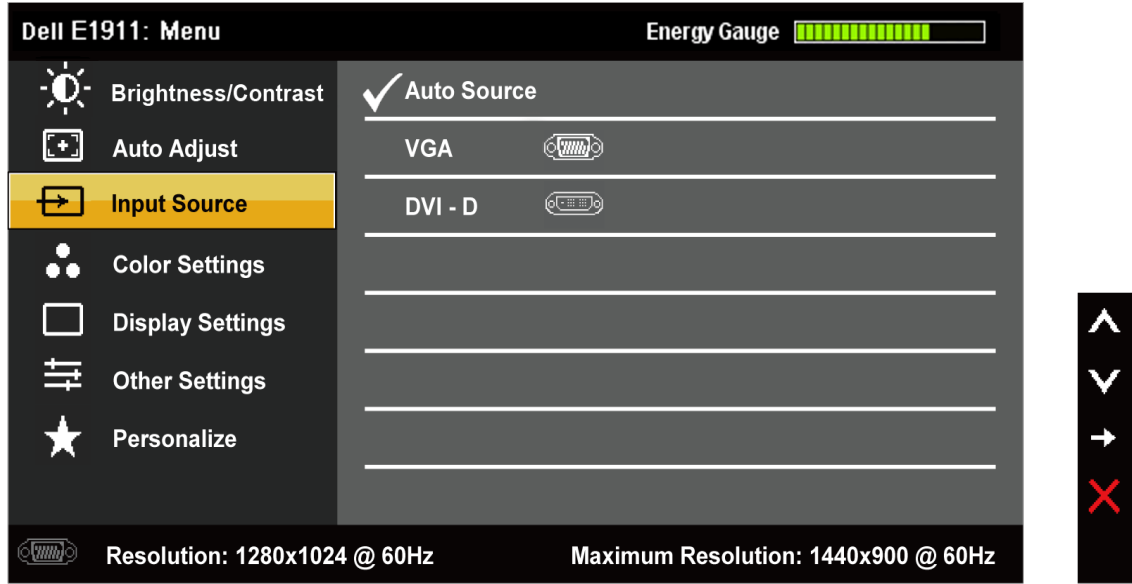 Dell E1911: Menu
Energy Gauge
Brightness/Contrast
Auto Adjust
Input Source
Color Settings
Display Settings
Other Settings
Personalize
Auto Source
VGA
DVI - D
Resolution: 1280x1024 @ 60Hz
Maximum Resolution: 1440x900 @ 60Hz